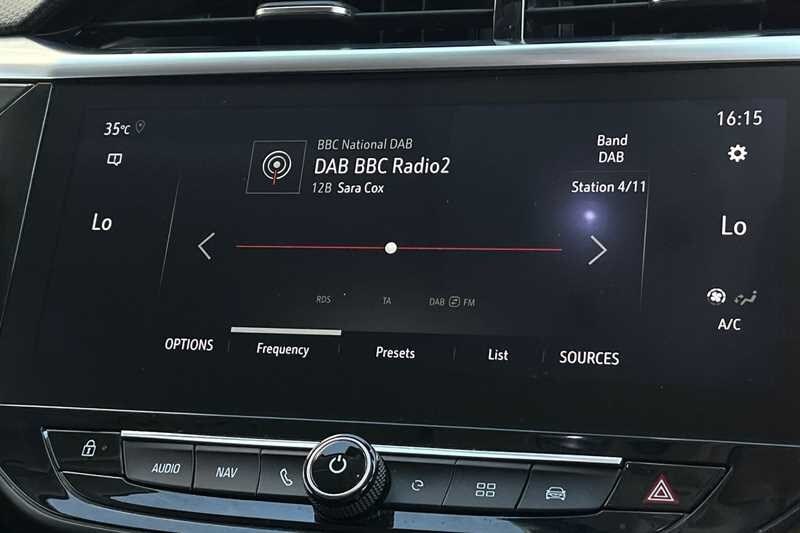 35°C
16:15
BBC National DAB
DAB BBC Radio2
12B Sara Cox
Band
DAB
Station 4/11
Lo
Lo
RDS
TA
DAB FM
A/C
OPTIONS
Frequency
Presets
List
SOURCES
AUDIO
NAV